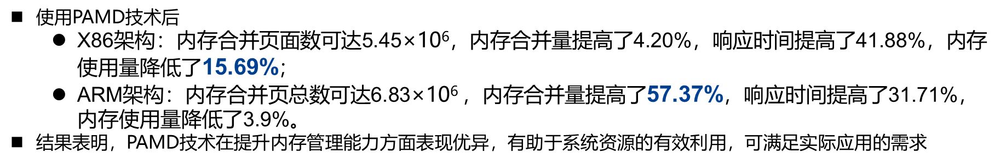 ■ 使用PAMD技术后
● X86架构：内存合并页面数可达5.45×10⁶，内存合并量提高了4.20%，响应时间提高了41.88%，内存
使用量降低了15.69%；
● ARM架构：内存合并页总数可达6.83×10⁶，内存合并量提高了57.37%，响应时间提高了31.71%，
内存使用量降低了3.9%。
■ 结果表明，PAMD技术在提升内存管理能力方面表现优异，有助于系统资源的有效利用，可满足实际应用的需求